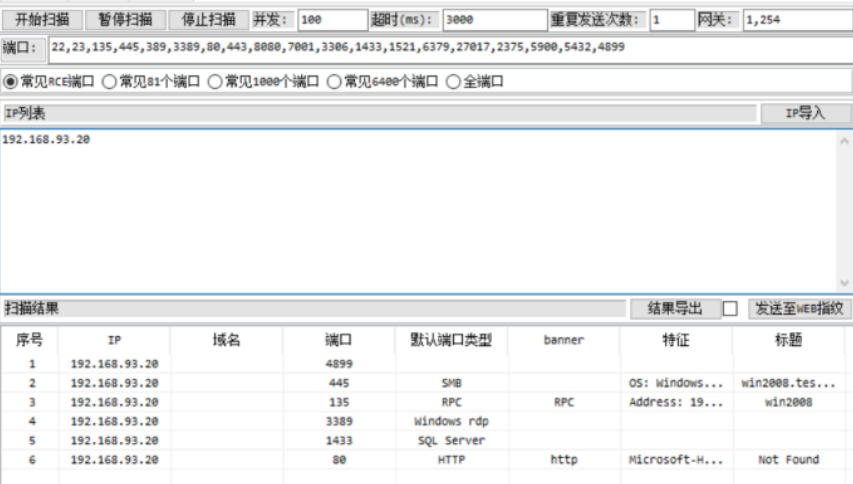 开始扫描 暂停扫描 停止扫描 并发: 100 超时(ms): 3000 重复发送次数: 1 网关: 1,254
端口: 22,23,135,445,389,3389,80,443,8080,7001,3306,1433,1521,6379,27017,2375,5900,5432,4899
常见RCE端口 常见81个端口 常见1000个端口 常见6400个端口 全端口
IP列表 IP导入
192.168.93.20
扫描结果 结果导出 发送至WEB指纹
序号 IP 域名 端口 默认端口类型 banner 特征 标题
1 192.168.93.20 4899
2 192.168.93.20 445 SMB OS: Windows... win2008.tes...
3 192.168.93.20 135 RPC RPC Address: 19... win2008
4 192.168.93.20 3389 Windows rdp
5 192.168.93.20 1433 SQL Server
6 192.168.93.20 80 HTTP http Microsoft-H... Not Found